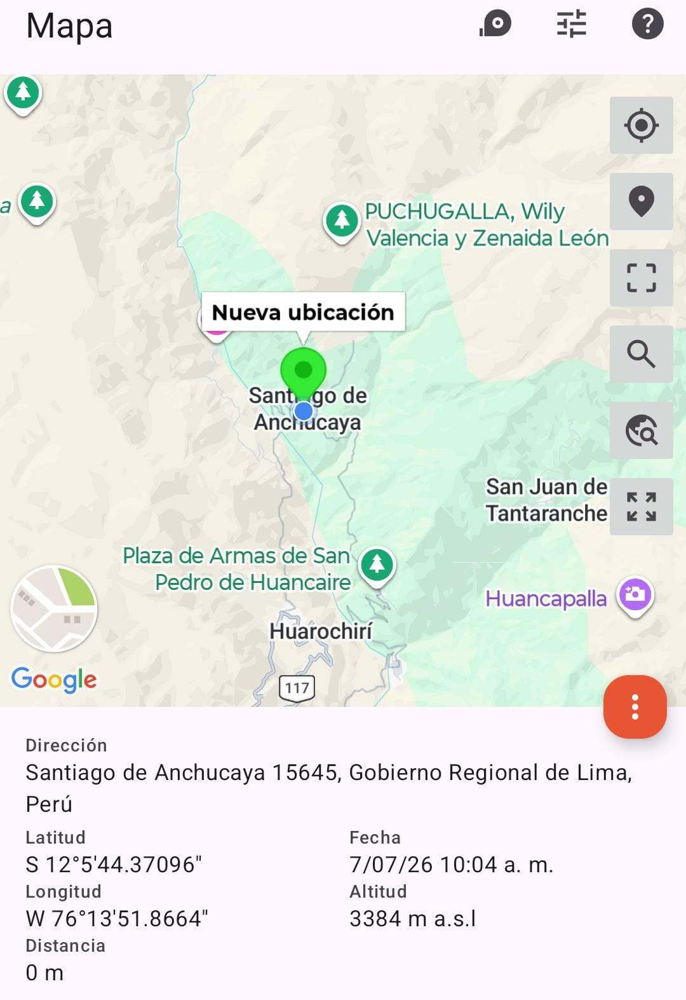 Mapa
a
PUCHUGALLA, Wily
Valencia y Zenaida León
Nueva ubicación
Santiago de
Anchucaya
San Juan de
Tantaranche
Plaza de Armas de San
Pedro de Huancaire
Huancapalla
Huarochirí
Google
117
Dirección
Santiago de Anchucaya 15645, Gobierno Regional de Lima,
Perú
Latitud
S 12°5'44.37096"
Fecha
7/07/26 10:04 a. m.
Longitud
W 76°13'51.8664"
Altitud
3384 m a.s.l
Distancia
0 m